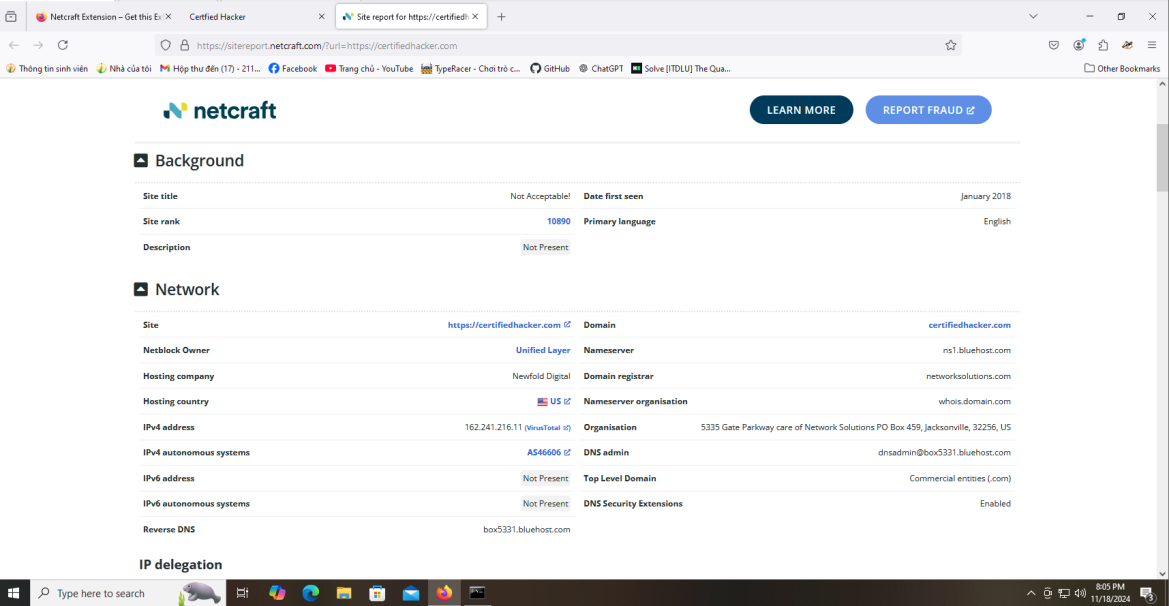 Netcraft Extension – Get this Ex
Certfied Hacker
Site report for https://certifiedh
https://sitereport.netcraft.com/?url=https://certifiedhacker.com
Thông tin sinh viên
Nhà của tôi
Hộp thư đến (17) - 211...
Facebook
Trang chủ - YouTube
TypeRacer - Chơi trò c...
GitHub
ChatGPT
Solve [ITDLU] The Qua...
Other Bookmarks
netcraft
LEARN MORE
REPORT FRAUD
Background
Site title Not Acceptable! Date first seen January 2018
Site rank 10890 Primary language English
Description Not Present
Network
Site https://certifiedhacker.com Domain certifiedhacker.com
Netblock Owner Unified Layer Nameserver ns1.bluehost.com
Hosting company Newfold Digital Domain registrar networksolutions.com
Hosting country US Nameserver organisation whois.domain.com
IPv4 address 162.241.216.11 (VirusTotal) Organisation 5335 Gate Parkway care of Network Solutions PO Box 459, Jacksonville, 32256, US
IPv4 autonomous systems AS46606 DNS admin dnsadmin@box5331.bluehost.com
IPv6 address Not Present Top Level Domain Commercial entities (.com)
IPv6 autonomous systems Not Present DNS Security Extensions Enabled
Reverse DNS box5331.bluehost.com
IP delegation
Type here to search
8:05 PM
11/18/2024
3